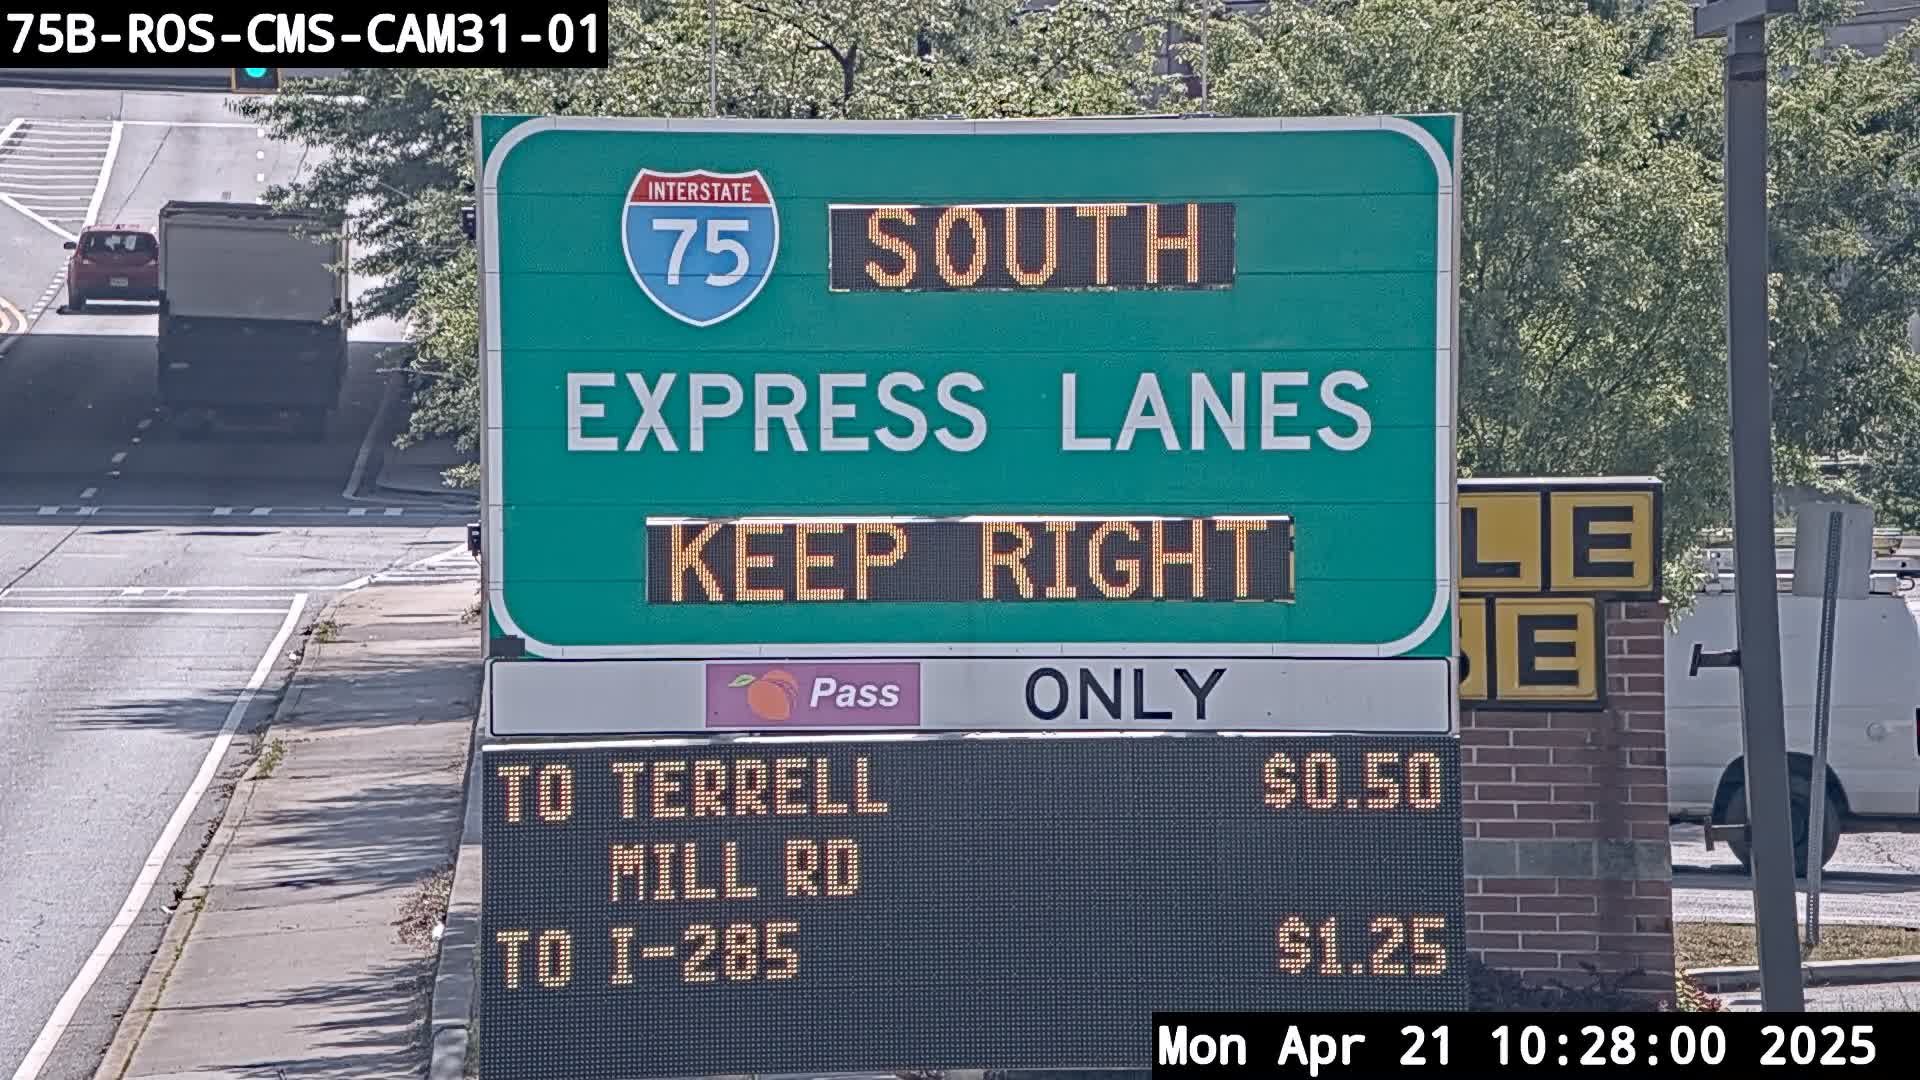 75B-ROS-CMS-CAM31-01
INTERSTATE
75
SOUTH
EXPRESS LANES
KEEP RIGHT
Pass ONLY
TO TERRELL $0.50
MILL RD
TO I-285 $1.25
LE
E
Mon Apr 21 10:28:00 2025